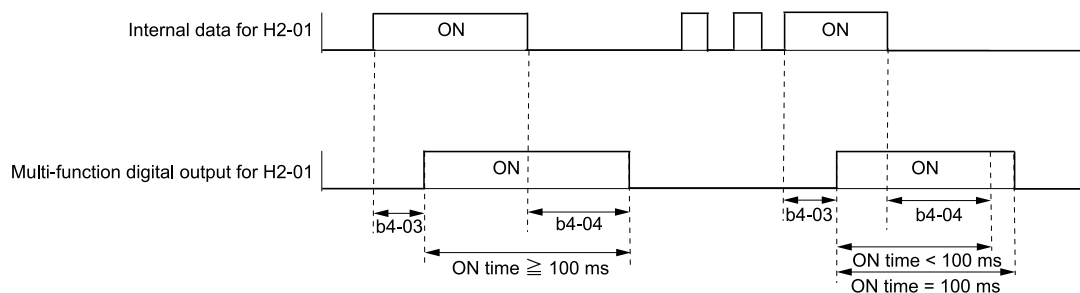 Internal data for H2-01
ON
ON
Multi-function digital output for H2-01
ON
ON
b4-03
b4-04
b4-03
b4-04
ON time ≧ 100 ms
ON time < 100 ms
ON time = 100 ms